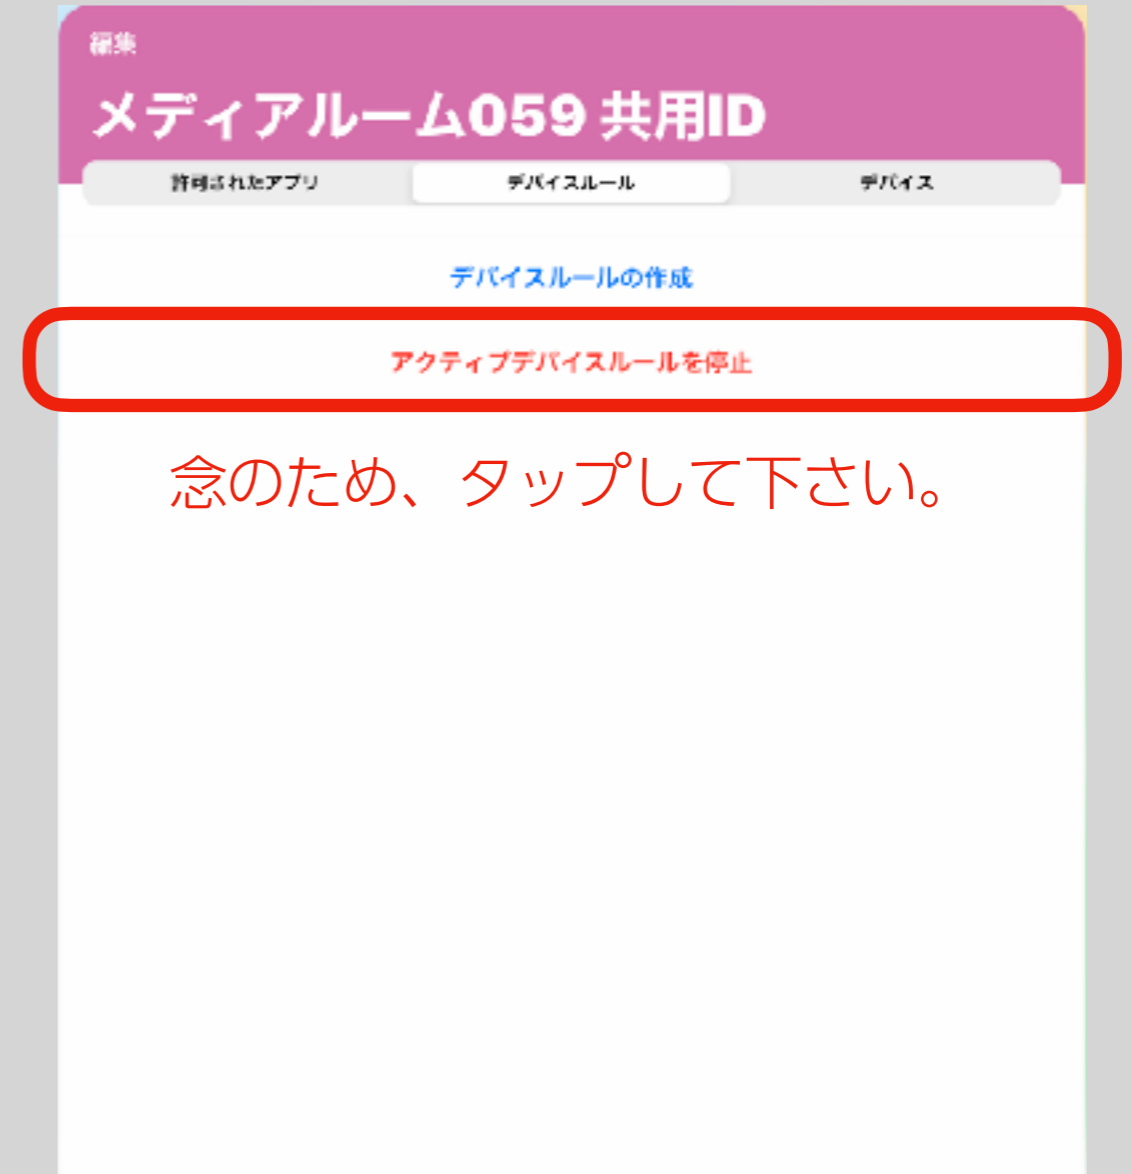 編集
メディアルーム059 共用ID
許可されたアプリ
デバイスルール
デバイス
デバイスルールの作成
アクティブデバイスルールを停止
念のため、タップして下さい。